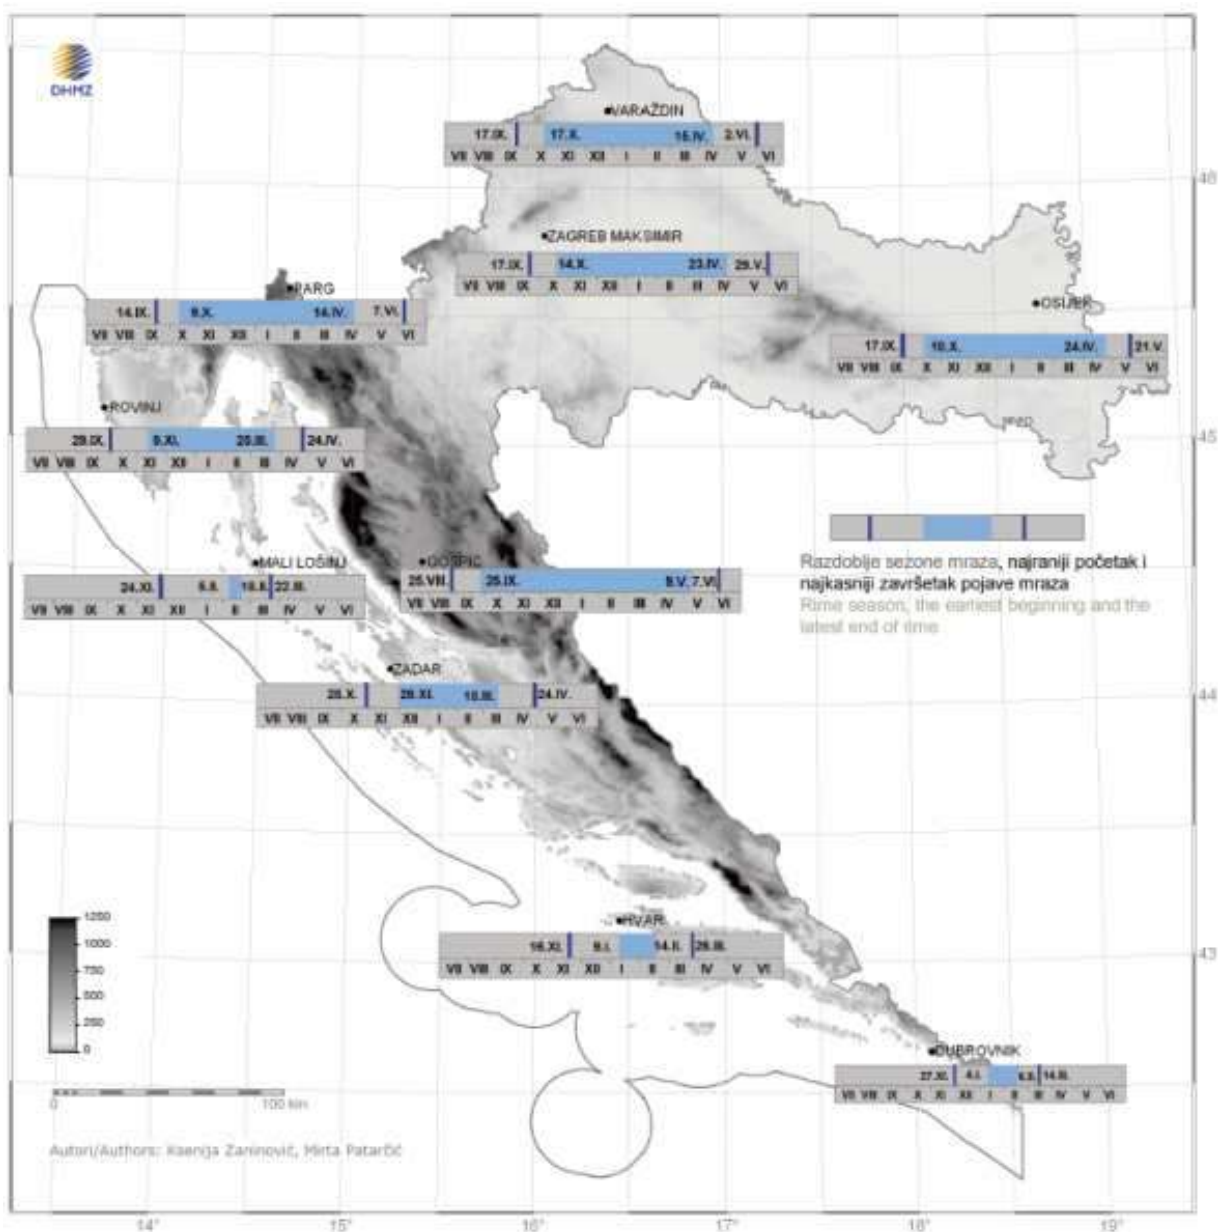 DHMZ
VARAŽDIN
17.IX. 17.X. 15.IV. 2.VI.
VII VIII IX X XI XII I II III IV V VI
46
ZAGREB MAKSIMIR
17.IX. 14.X. 23.IV. 29.V.
VII VIII IX X XI XII I II III IV V VI
PARG
14.IX. 9.X. 14.IV. 7.VI.
VII VIII IX X XI XII I II III IV V VI
OSIJEK
17.IX. 10.X. 24.IV. 21.V.
VII VIII IX X XI XII I II III IV V VI
ROVINJ
29.IX. 9.XI. 25.III. 24.IV.
VII VIII IX X XI XII I II III IV V VI
45
MALI LOŠINJ
24.XI. 5.II. 22.III.
VII VIII IX X XI XII I II III IV V VI
GOSPIĆ
25.VIII. 25.IX. 9.V. 7.VI.
VII VIII IX X XI XII I II III IV V VI
Razdoblje sezone mraza, najraniji početak i
najkasniji završetak pojave mraza
Rime season, the earliest beginning and the
latest end of rime
ZADAR
28.XI. 24.IV.
VII VIII IX X XI XII I II III IV V VI
44
1250
1000
750
500
250
0
HVAR
16.XI. 9.I. 14.II. 29.III.
VII VIII IX X XI XII I II III IV V VI
43
DUBROVNIK
27.XI. 4.I. 6.II. 14.III.
VII VIII IX X XI XII I II III IV V VI
0 100 km
Autori/Authors: Ksenija Zaninović, Mirta Patarčić
14° 15° 16° 17° 18° 19°